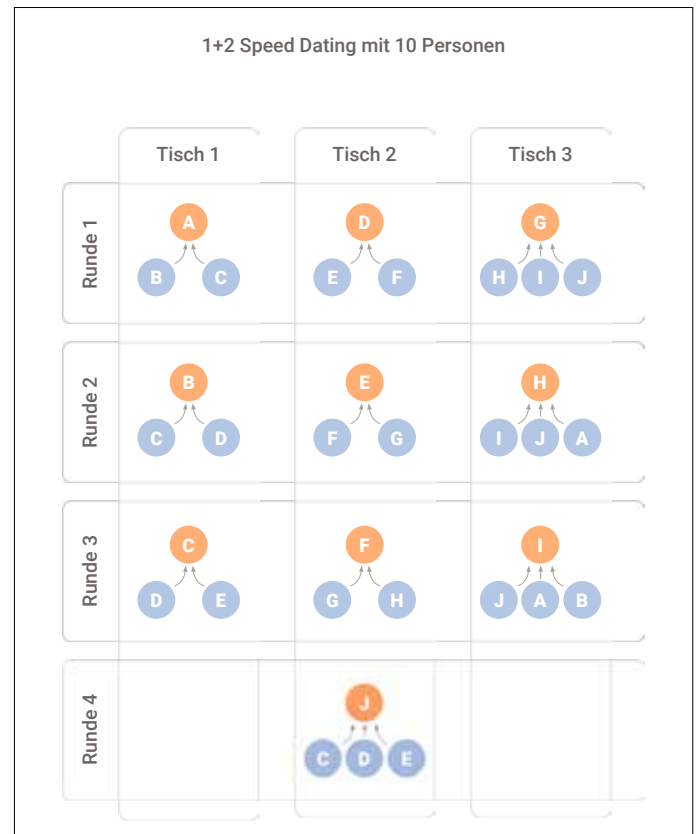 1+2 Speed Dating mit 10 Personen
Tisch 1 Tisch 2 Tisch 3
Runde 1
A D G
B C E F H I J
Runde 2
B E H
C D F G I J A
Runde 3
C F I
D E G H J A B
Runde 4
J
C D E